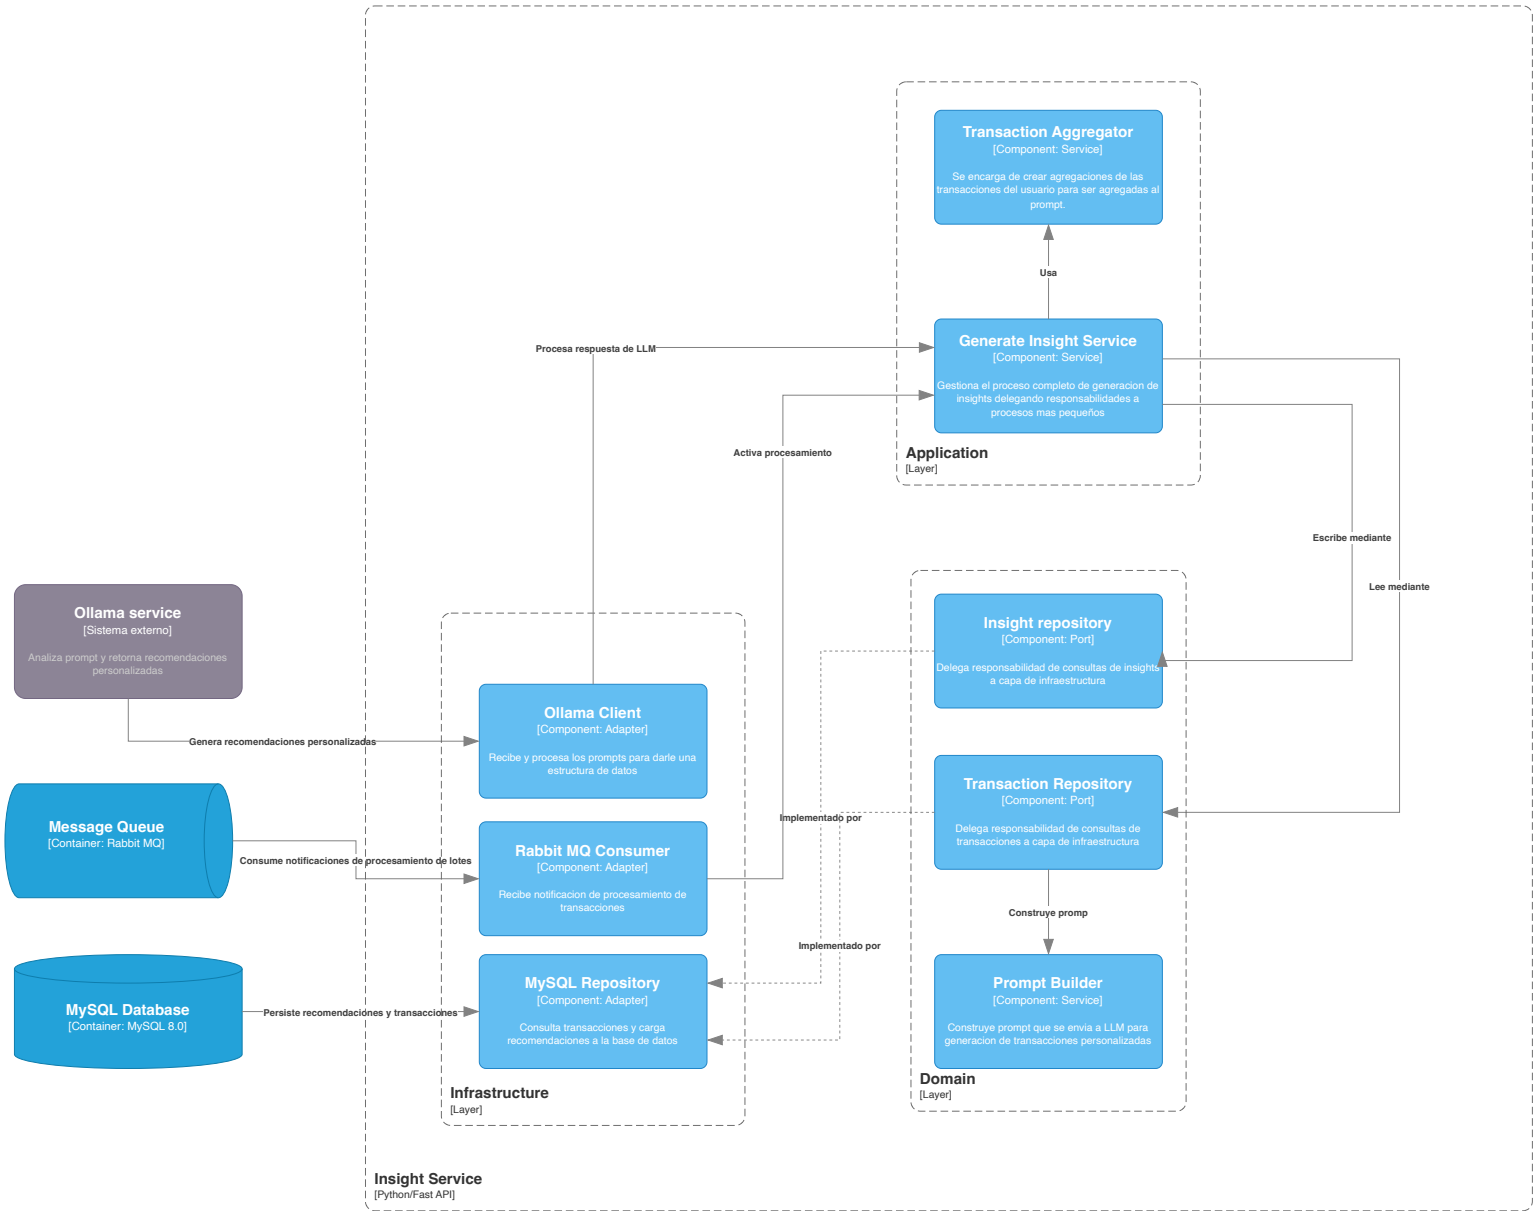 Transaction Aggregator
[Component: Service]
Se encarga de crear agregaciones de las
transacciones del usuario para ser agregadas al
prompt.
Usa
Procesa respuesta de LLM
Generate Insight Service
[Component: Service]
Gestiona el proceso completo de generacion de
insights delegando responsabilidades a
procesos mas pequeños
Activa procesamiento
Application
[Layer]
Escribe mediante
Lee mediante
Ollama service
[Sistema externo]
Analiza prompt y retorna recomendaciones
personalizadas
Insight repository
[Component: Port]
Delega responsabilidad de consultas de insights
a capa de infraestructura
Ollama Client
[Component: Adapter]
Recibe y procesa los prompts para darle una
estructura de datos
Genera recomendaciones personalizadas
Transaction Repository
[Component: Port]
Delega responsabilidad de consultas de
transacciones a capa de infraestructura
Message Queue
[Container: Rabbit MQ]
Implementado por
Consume notificaciones de procesamiento de lotes
Rabbit MQ Consumer
[Component: Adapter]
Recibe notificacion de procesamiento de
transacciones
Construye promp
Implementado por
MySQL Database
[Container: MySQL 8.0]
Persiste recomendaciones y transacciones
MySQL Repository
[Component: Adapter]
Consulta transacciones y carga
recomendaciones a la base de datos
Prompt Builder
[Component: Service]
Construye prompt que se envia a LLM para
generacion de transacciones personalizadas
Infrastructure
[Layer]
Domain
[Layer]
Insight Service
[Python/Fast API]